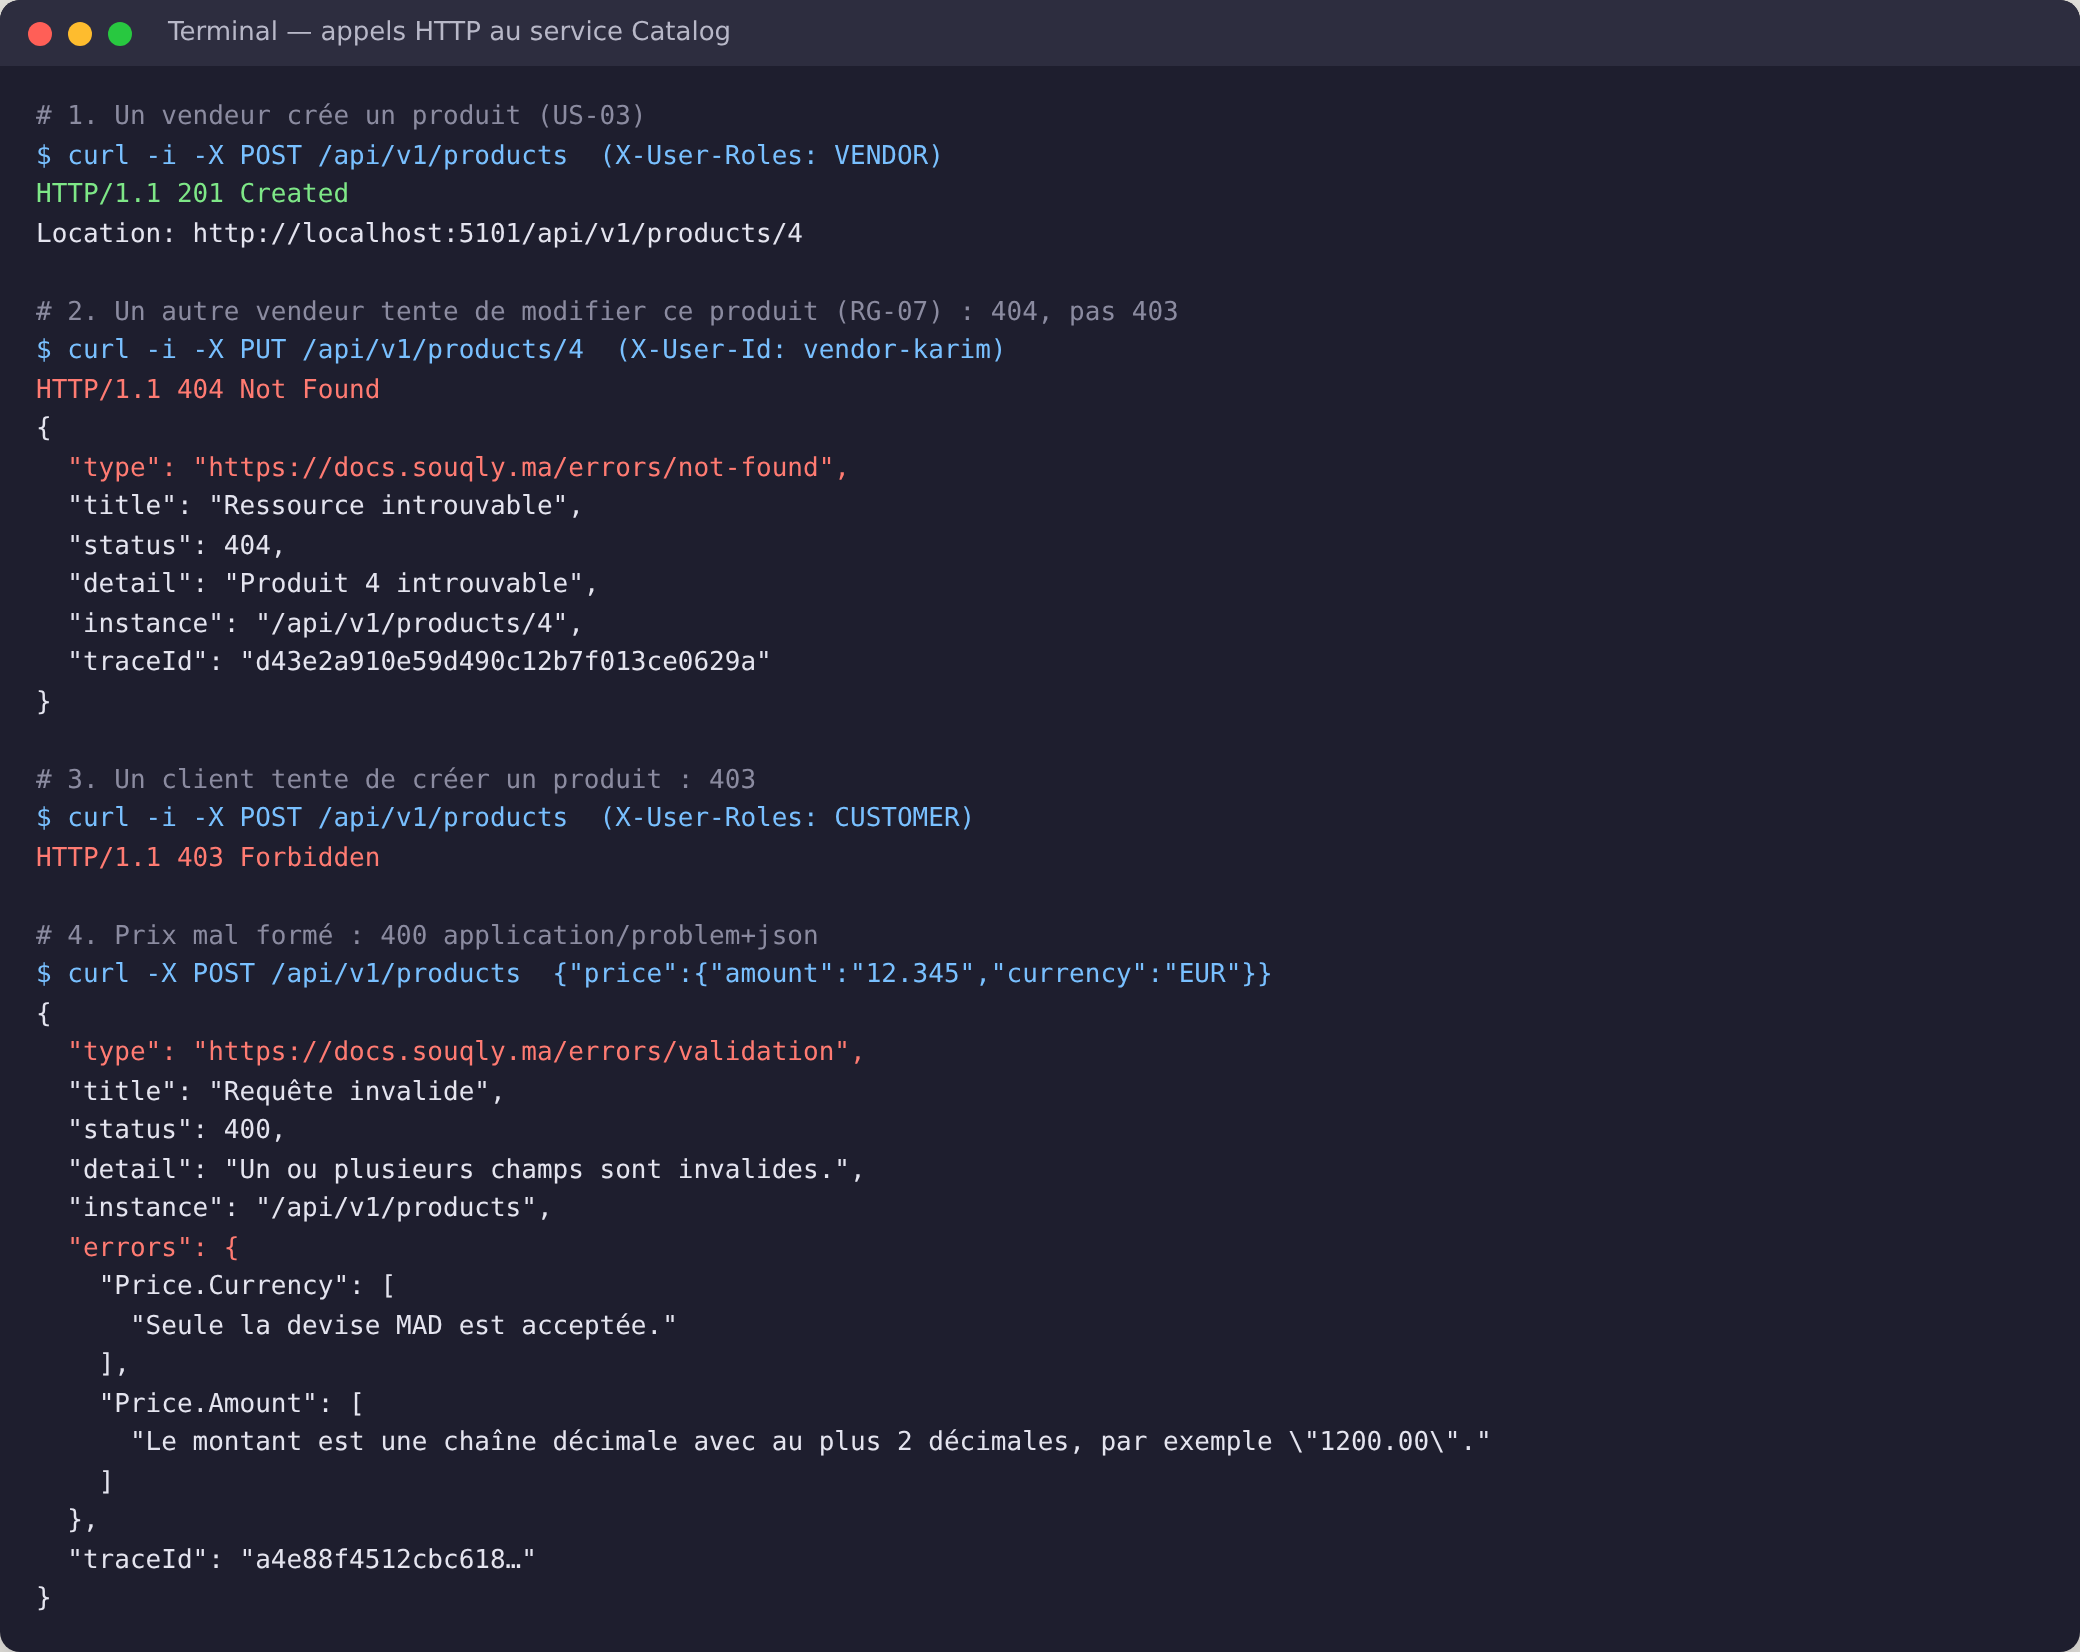 Terminal — appels HTTP au service Catalog
# 1. Un vendeur crée un produit (US-03)
$ curl -i -X POST /api/v1/products  (X-User-Roles: VENDOR)
HTTP/1.1 201 Created
Location: http://localhost:5101/api/v1/products/4

# 2. Un autre vendeur tente de modifier ce produit (RG-07) : 404, pas 403
$ curl -i -X PUT /api/v1/products/4  (X-User-Id: vendor-karim)
HTTP/1.1 404 Not Found
{
  "type": "https://docs.souqly.ma/errors/not-found",
  "title": "Ressource introuvable",
  "status": 404,
  "detail": "Produit 4 introuvable",
  "instance": "/api/v1/products/4",
  "traceId": "d43e2a910e59d490c12b7f013ce0629a"
}

# 3. Un client tente de créer un produit : 403
$ curl -i -X POST /api/v1/products  (X-User-Roles: CUSTOMER)
HTTP/1.1 403 Forbidden

# 4. Prix mal formé : 400 application/problem+json
$ curl -X POST /api/v1/products  {"price":{"amount":"12.345","currency":"EUR"}}
{
  "type": "https://docs.souqly.ma/errors/validation",
  "title": "Requête invalide",
  "status": 400,
  "detail": "Un ou plusieurs champs sont invalides.",
  "instance": "/api/v1/products",
  "errors": {
    "Price.Currency": [
      "Seule la devise MAD est acceptée."
    ],
    "Price.Amount": [
      "Le montant est une chaîne décimale avec au plus 2 décimales, par exemple \"1200.00\"."
    ]
  },
  "traceId": "a4e88f4512cbc618…"
}